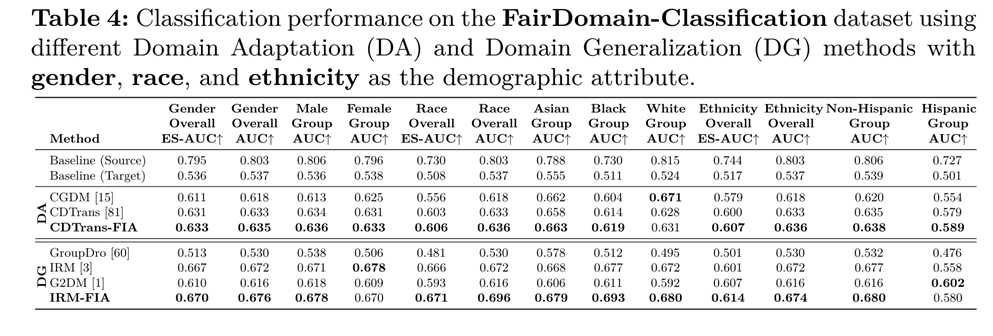 Table 4: Classification performance on the FairDomain-Classification dataset using
different Domain Adaptation (DA) and Domain Generalization (DG) methods with
gender, race, and ethnicity as the demographic attribute.
Gender Gender Male Female Race Race Asian Black White Ethnicity Ethnicity Non-Hispanic Hispanic
Overall Overall Group Group Overall Overall Group Group Group Overall Overall Group Group
Method ES-AUC↑ AUC↑ AUC↑ AUC↑ ES-AUC↑ AUC↑ AUC↑ AUC↑ AUC↑ ES-AUC↑ AUC↑ AUC↑ AUC↑
Baseline (Source) 0.795 0.803 0.806 0.796 0.730 0.803 0.788 0.730 0.815 0.744 0.803 0.806 0.727
Baseline (Target) 0.536 0.537 0.536 0.538 0.508 0.537 0.555 0.511 0.524 0.517 0.537 0.539 0.501
DA
CGDM [15] 0.611 0.618 0.613 0.625 0.556 0.618 0.662 0.604 0.671 0.579 0.618 0.620 0.554
CDTrans [81] 0.631 0.633 0.634 0.631 0.603 0.633 0.658 0.614 0.628 0.600 0.633 0.635 0.579
CDTrans-FIA 0.633 0.635 0.636 0.633 0.606 0.636 0.663 0.619 0.631 0.607 0.636 0.638 0.589
DG
GroupDro [60] 0.513 0.530 0.538 0.506 0.481 0.530 0.578 0.512 0.495 0.501 0.530 0.532 0.476
IRM [3] 0.667 0.672 0.671 0.678 0.666 0.672 0.668 0.677 0.672 0.601 0.672 0.677 0.558
G2DM [1] 0.610 0.616 0.618 0.609 0.593 0.616 0.606 0.611 0.592 0.607 0.616 0.616 0.602
IRM-FIA 0.670 0.676 0.678 0.670 0.671 0.696 0.679 0.693 0.680 0.614 0.674 0.680 0.580